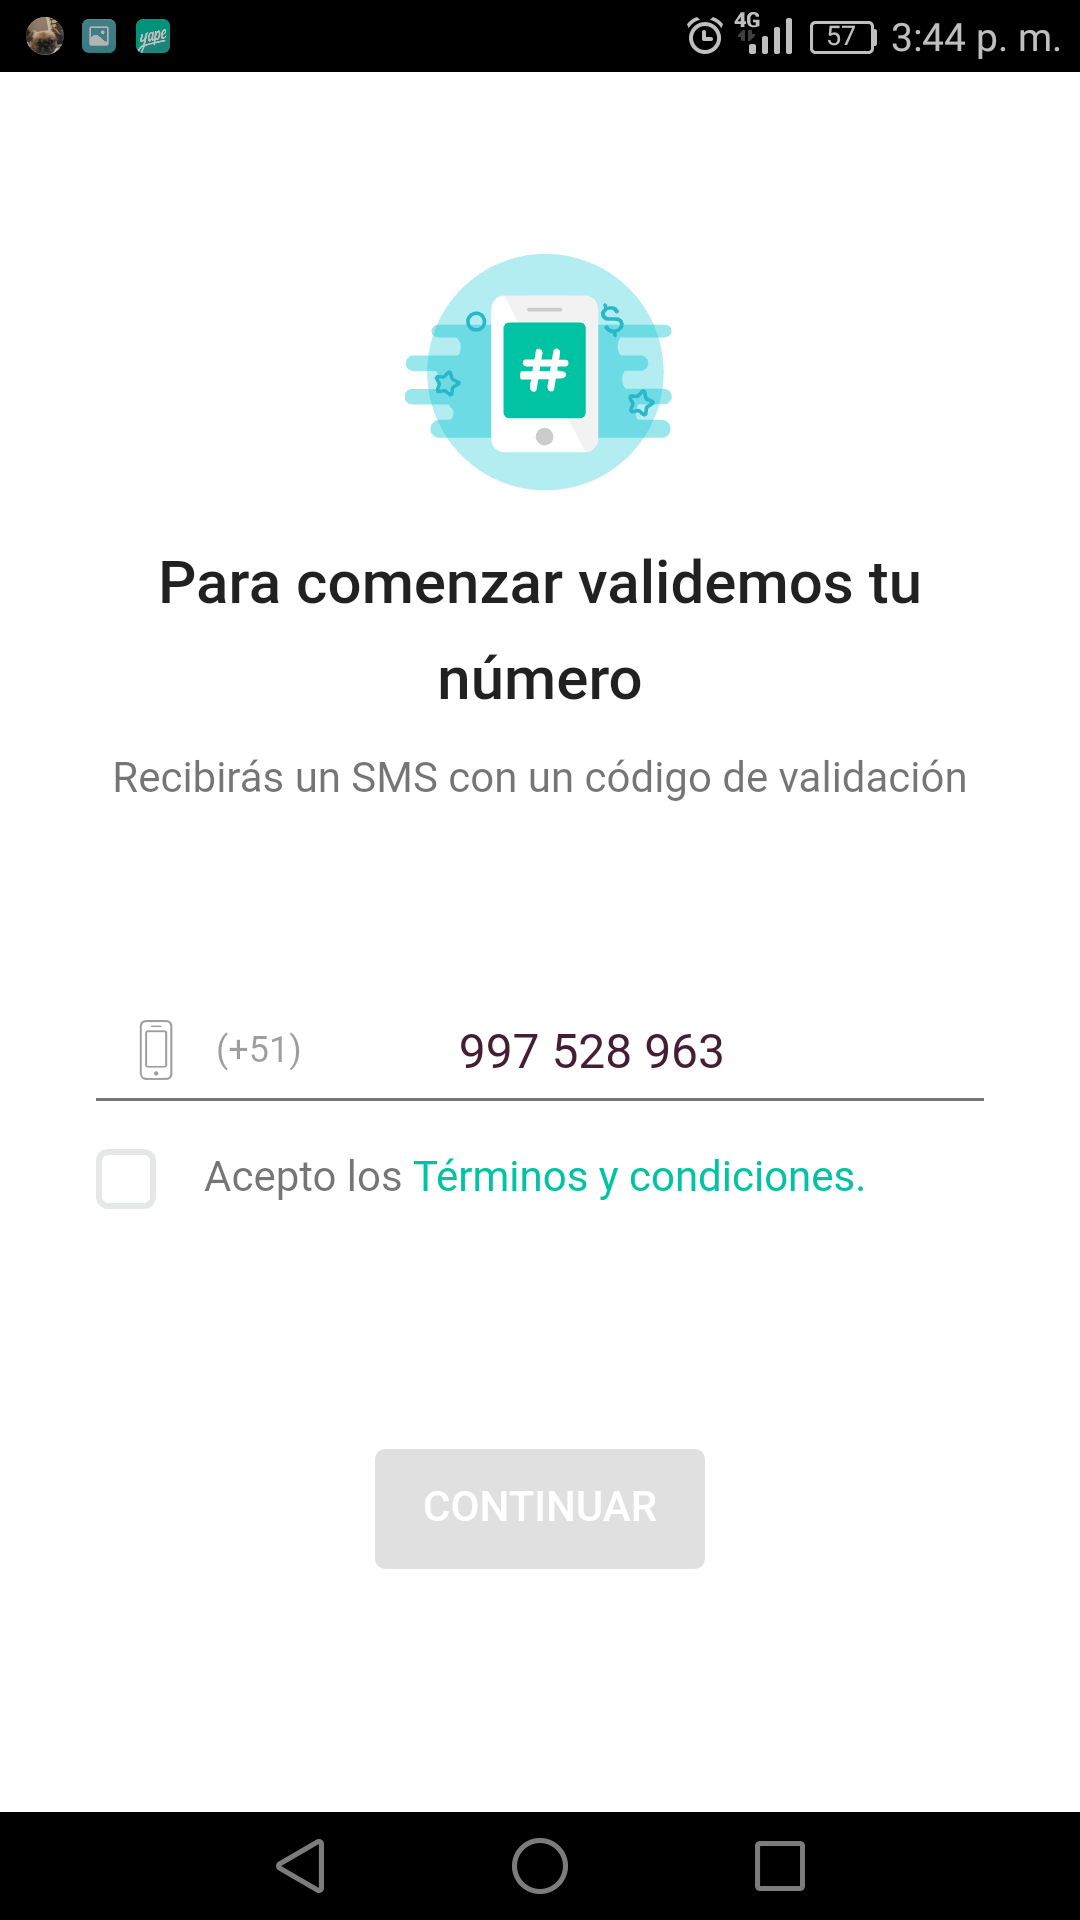 yape
4G
57
3:44 p. m.
#
$
Para comenzar validemos tu
número
Recibirás un SMS con un código de validación
(+51) 997 528 963
Acepto los Términos y condiciones.
CONTINUAR